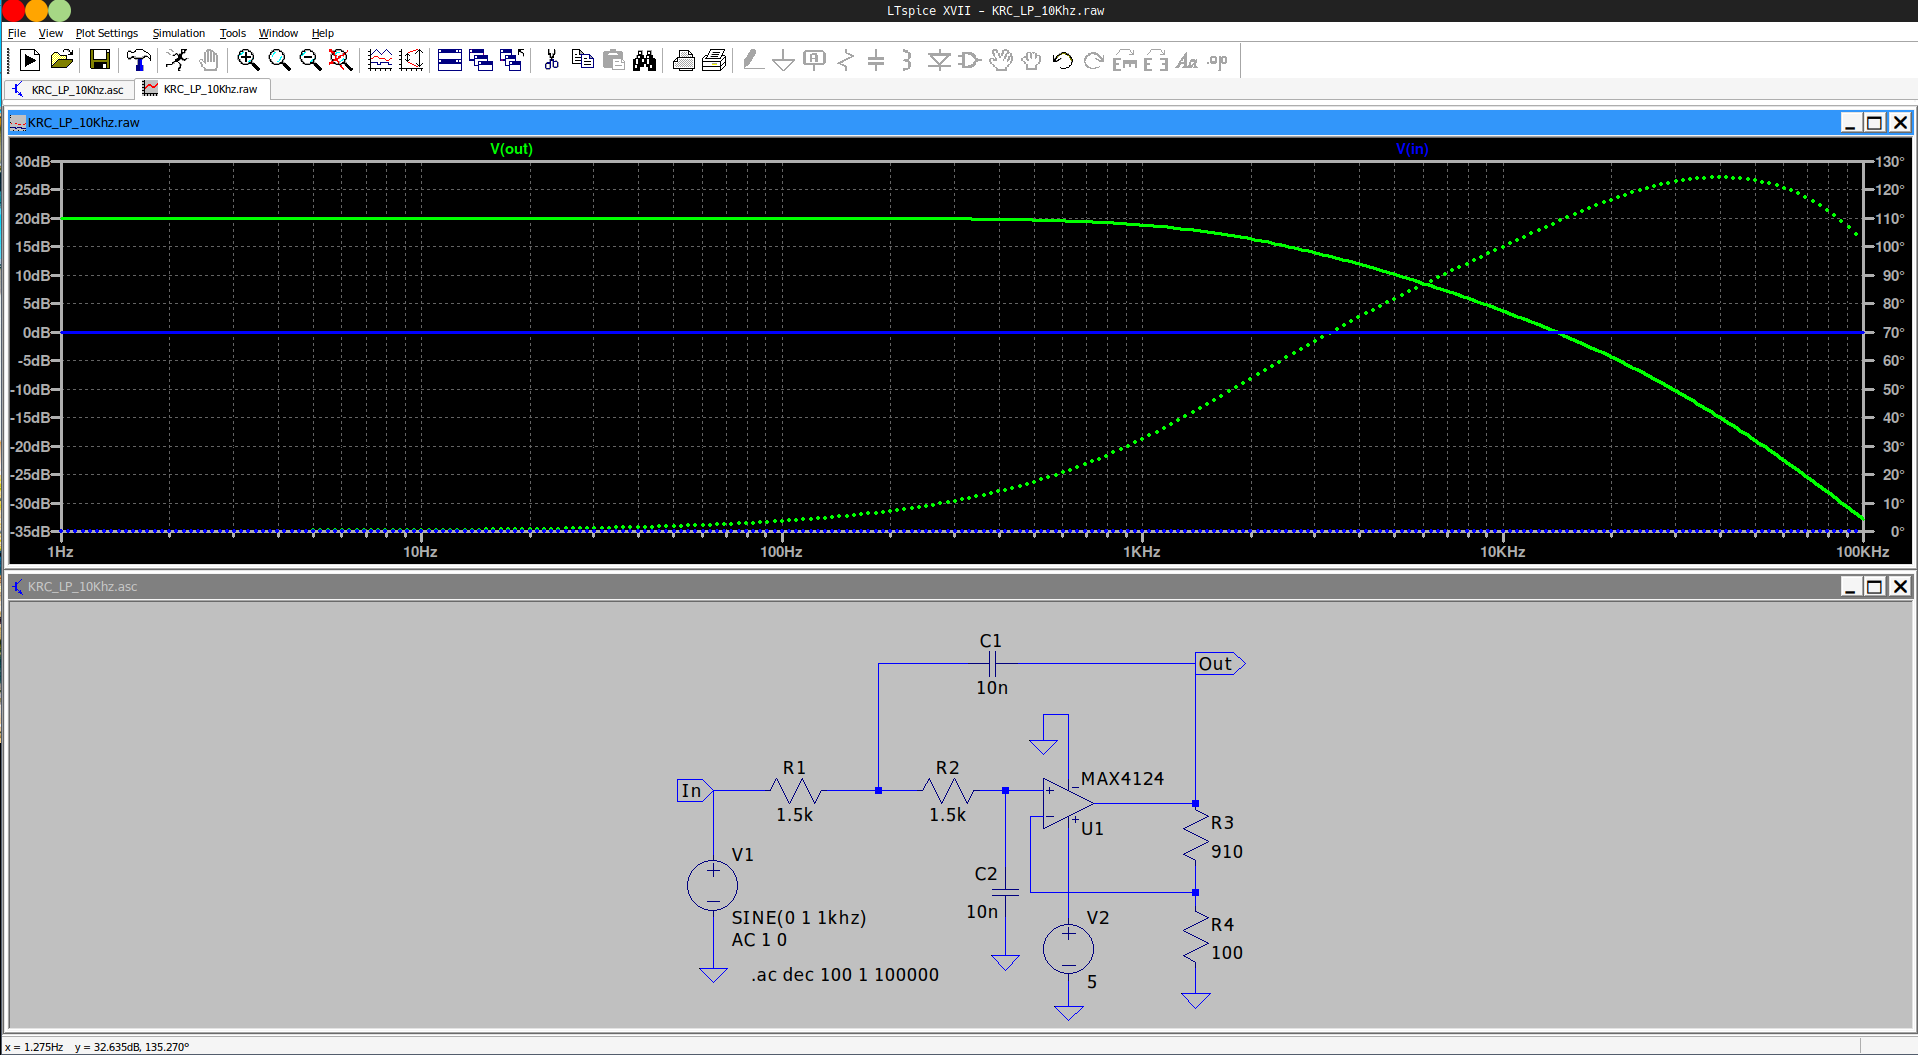 LTspice XVII - KRC_LP_10Khz.raw
File View Plot Settings Simulation Tools Window Help
KRC_LP_10Khz.asc KRC_LP_10Khz.raw
KRC_LP_10Khz.raw
V(out) V(in)
30dB 130°
25dB 120°
20dB 110°
15dB 100°
10dB 90°
5dB 80°
0dB 70°
-5dB 60°
-10dB 50°
-15dB 40°
-20dB 30°
-25dB 20°
-30dB 10°
-35dB 0°
1Hz 10Hz 100Hz 1KHz 10KHz 100KHz
KRC_LP_10Khz.asc
C1
10n
Out
In
R1
1.5k
R2
1.5k
MAX4124
U1
R3
910
V1
SINE(0 1 1khz)
AC 1 0
C2
10n
V2
5
R4
100
.ac dec 100 1 100000
x = 1.275Hz y = 32.635dB, 135.270°